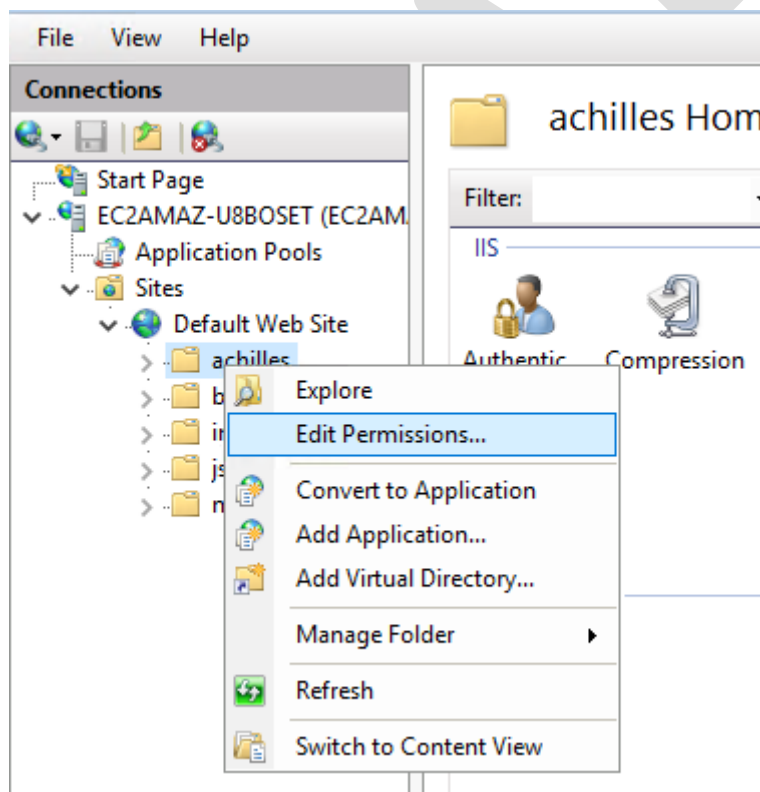 File View Help
Connections
achilles Hom
Start Page
EC2AMAZ-U8BOSET (EC2AM
Filter:
Application Pools
IIS
Sites
Default Web Site
achilles
Authentic Compression
b
Explore
Edit Permissions...
js
Convert to Application
Add Application...
Add Virtual Directory...
Manage Folder
Refresh
Switch to Content View